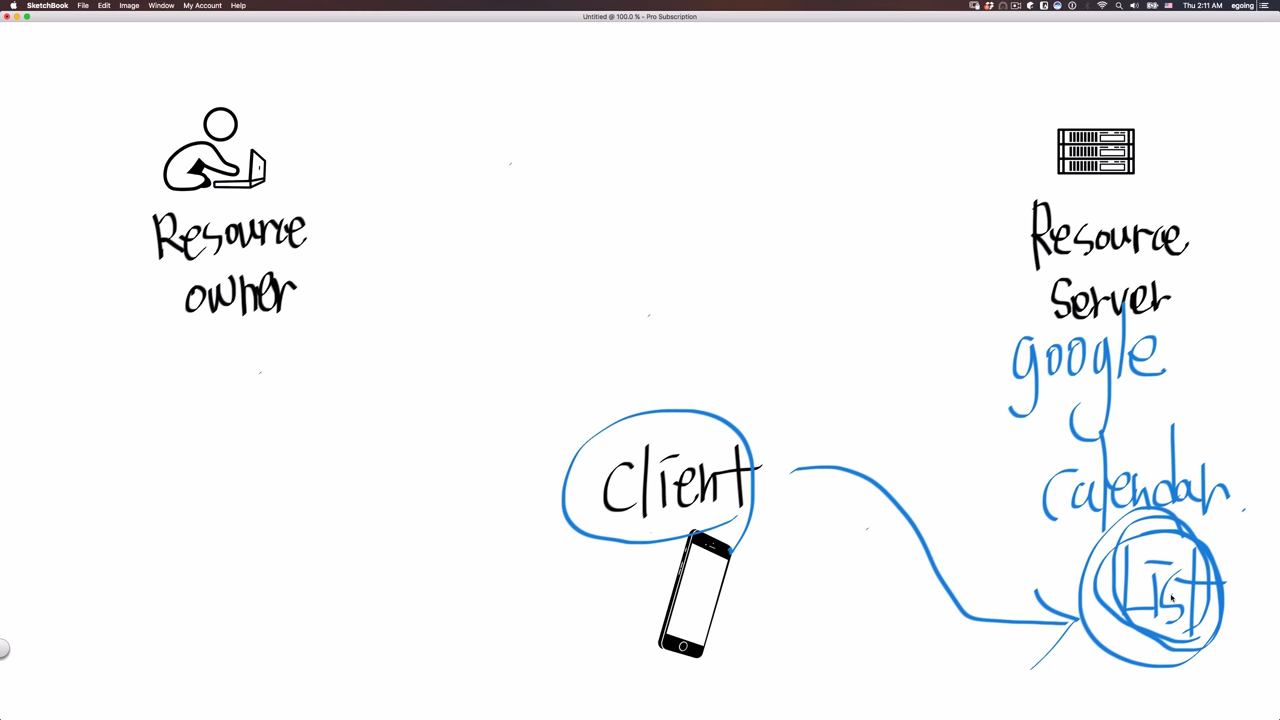 SketchBook File Edit Image Window My Account Help
Thu 2:11 AM egoing
Untitled @ 100.0 % - Pro Subscription
Resource
owner
Resource
Server
google
calendar.
List
Client